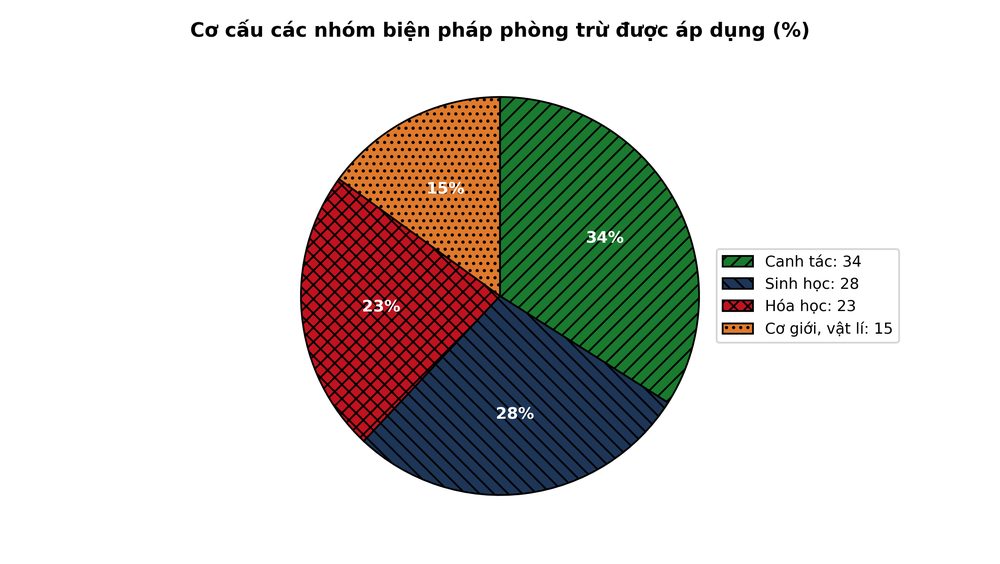 Cơ cấu các nhóm biện pháp phòng trừ được áp dụng (%)
15%
34%
23%
28%
Canh tác: 34
Sinh học: 28
Hóa học: 23
Cơ giới, vật lí: 15